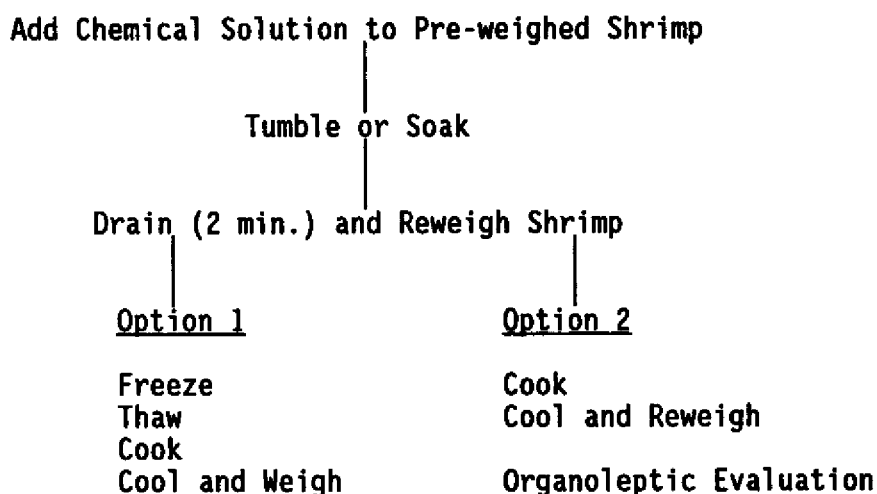 Add Chemical Solution to Pre-weighed Shrimp
Tumble or Soak
Drain (2 min.) and Reweigh Shrimp
Option 1
Freeze
Thaw
Cook
Cool and Weigh
Option 2
Cook
Cool and Reweigh
Organoleptic Evaluation